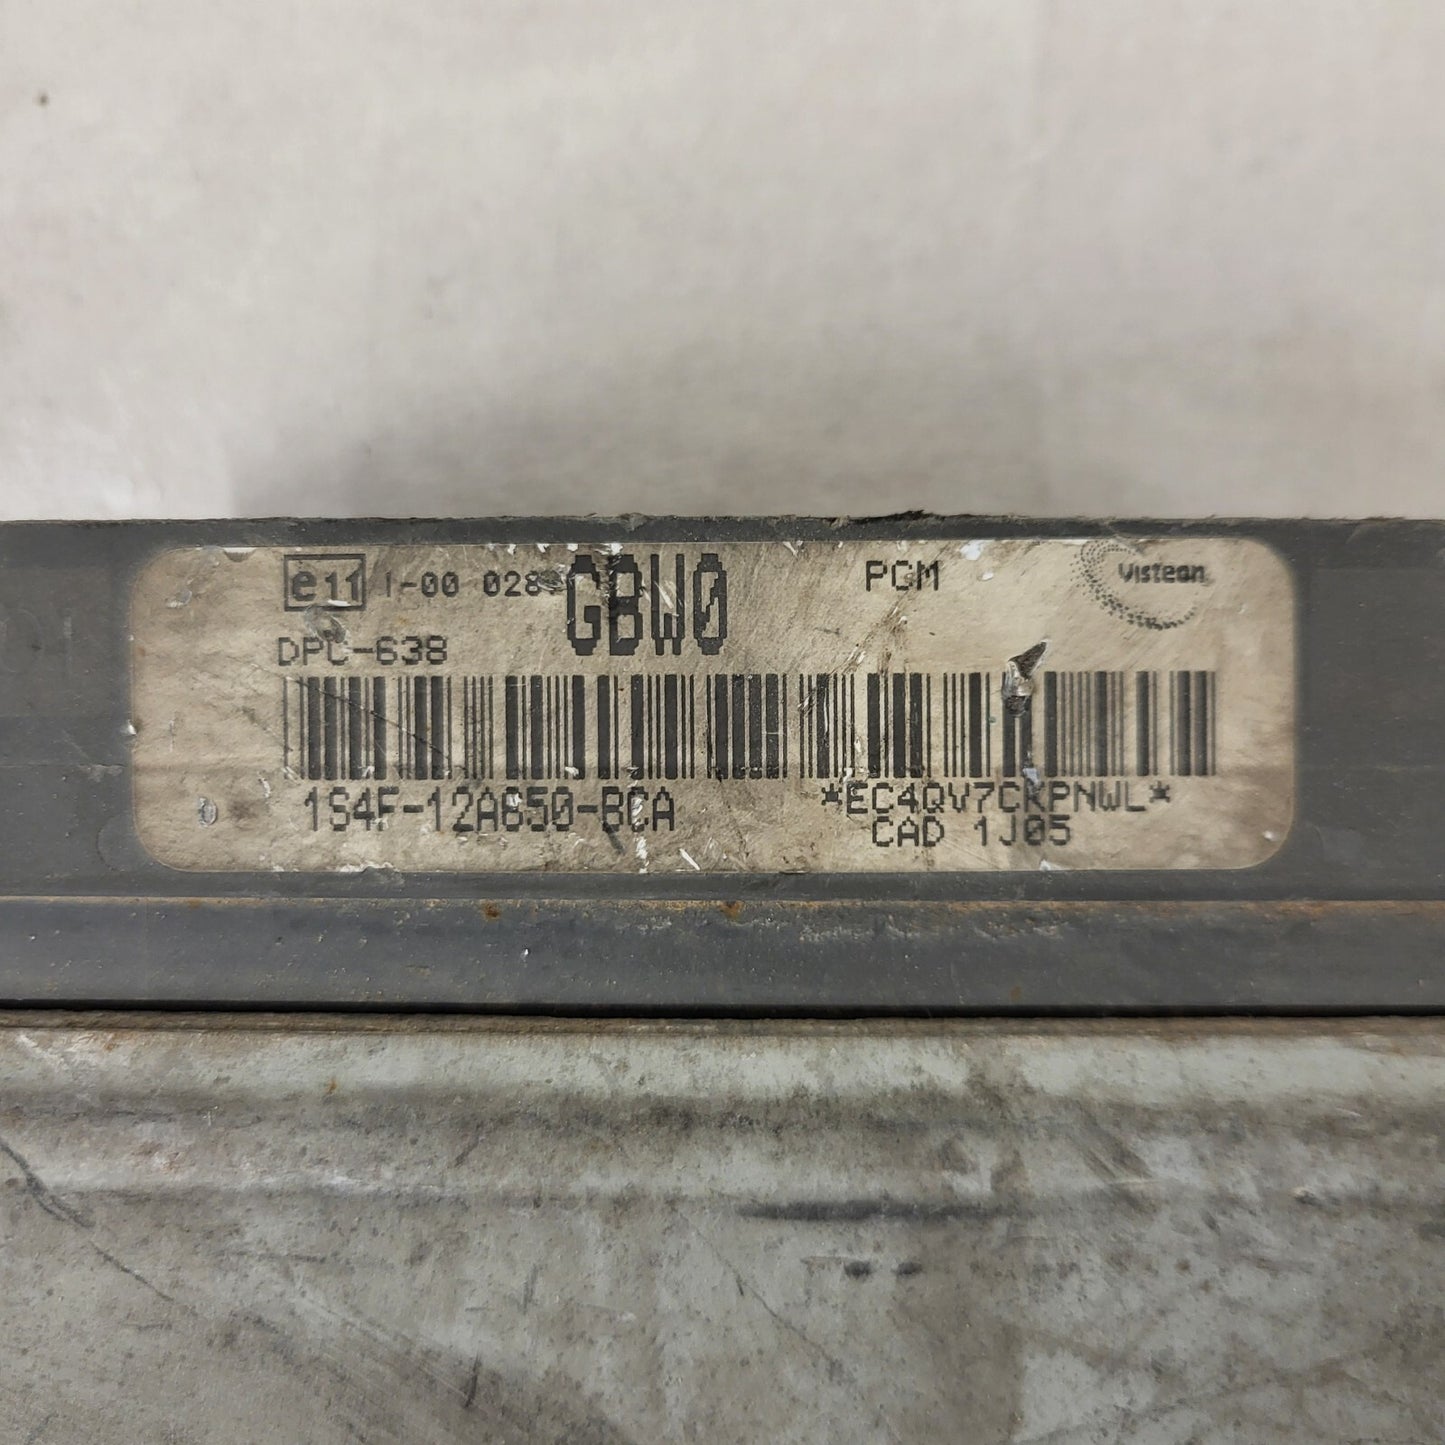 e11 1-00 028 GBW0 PCM Visteon
DPC-638
1S4F-12A650-BCA *EC4QV7CKPNWL*
CAD 1J05